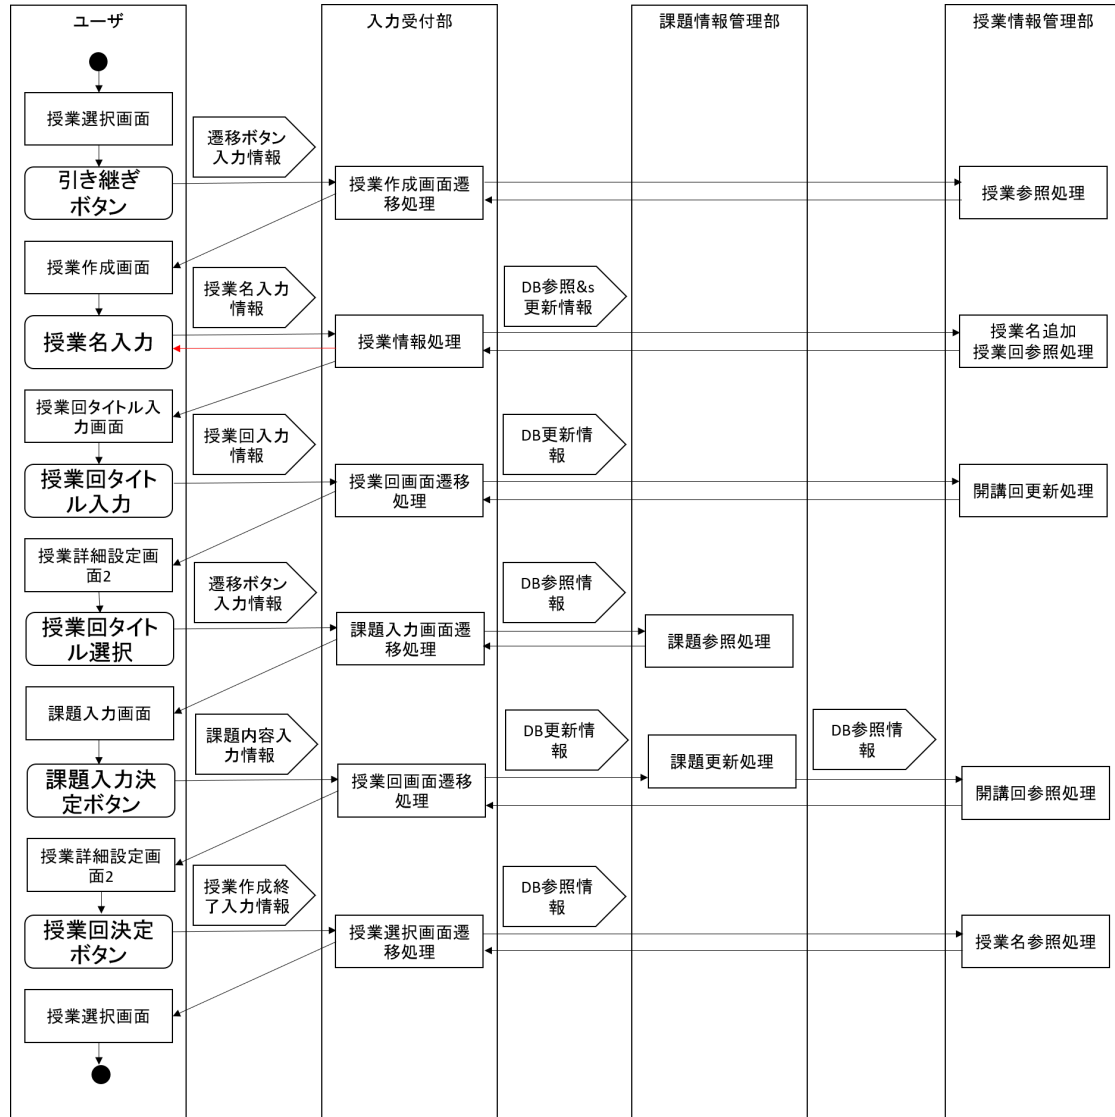 ユーザ
入力受付部
課題情報管理部
授業情報管理部
授業選択画面
遷移ボタン
入力情報
引き継ぎ
ボタン
授業作成画面遷
移処理
授業参照処理
授業作成画面
授業名入力
情報
DB参照&s
更新情報
授業名入力
授業情報処理
授業名追加
授業回参照処理
授業回タイトル入
力画面
授業回入力
情報
DB更新情
報
授業回タイト
ル入力
授業回画面遷移
処理
開講回更新処理
授業詳細設定画
面2
遷移ボタン
入力情報
DB参照情
報
授業回タイト
ル選択
課題入力画面遷
移処理
課題参照処理
課題入力画面
課題内容入
力情報
DB更新情
報
課題更新処理
DB参照情
報
課題入力決
定ボタン
授業回画面遷移
処理
開講回参照処理
授業詳細設定画
面2
授業作成終
了入力情報
DB参照情
報
授業回決定
ボタン
授業選択画面遷
移処理
授業名参照処理
授業選択画面